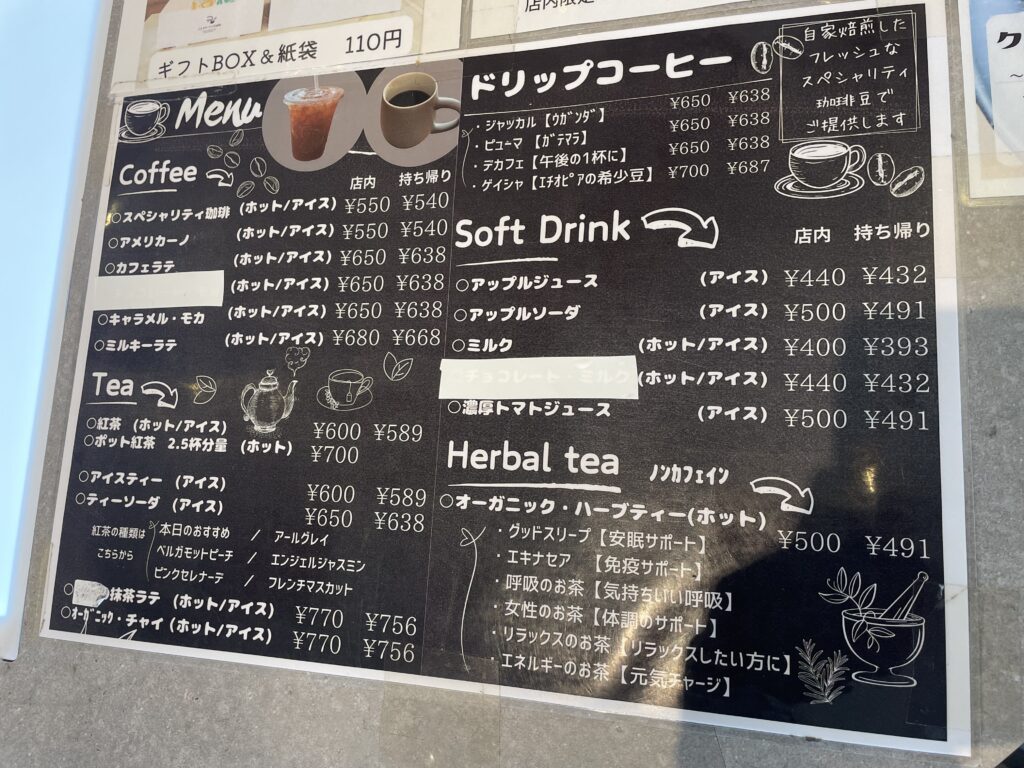 店内限定
ギフトBOX＆紙袋 110円
Menu
Coffee
店内 持ち帰り
○スペシャリティ珈琲 (ホット/アイス) ¥550 ¥540
○アメリカーノ (ホット/アイス) ¥550 ¥540
○カフェラテ (ホット/アイス) ¥650 ¥638
(ホット/アイス) ¥650 ¥638
○キャラメル・モカ (ホット/アイス) ¥650 ¥638
○ミルキーラテ (ホット/アイス) ¥680 ¥668
Tea
○紅茶 (ホット/アイス) ¥600 ¥589
○ポット紅茶 2.5杯分量 (ホット) ¥700
○アイスティー (アイス) ¥600 ¥589
○ティーソーダ (アイス) ¥650 ¥638
紅茶の種類は
こちらから
本日のおすすめ / アールグレイ
ベルガモットピーチ / エンジェルジャスミン
ピンクセレナーテ / フレンチマスカット
抹茶ラテ (ホット/アイス) ¥770 ¥756
○オーガニック・チャイ (ホット/アイス) ¥770 ¥756
ドリップコーヒー
・ジャッカル【ｳｶﾞﾝﾀﾞ】 ¥650 ¥638
・ピューマ 【ｶﾞﾃﾏﾗ】 ¥650 ¥638
・デカフェ【午後の1杯に】 ¥650 ¥638
・ゲイシャ【ｴﾁｵﾋﾟｱの希少豆】 ¥700 ¥687
自家焙煎した
フレッシュな
スペシャリティ
珈琲豆で
ご提供します
Soft Drink
店内 持ち帰り
○アップルジュース (アイス) ¥440 ¥432
○アップルソーダ (アイス) ¥500 ¥491
○ミルク (ホット/アイス) ¥400 ¥393
○チョコレート・ミルク (ホット/アイス) ¥440 ¥432
○濃厚トマトジュース (アイス) ¥500 ¥491
Herbal tea ﾉﾝｶﾌｪｲﾝ
○オーガニック・ハーブティー(ホット) ¥500 ¥491
・グッドスリープ【安眠サポート】
・エキナセア 【免疫サポート】
・呼吸のお茶【気持ちいい呼吸】
・女性のお茶【体調のサポート】
・リラックスのお茶【リラックスしたい方に】
・エネルギーのお茶【元気チャージ】